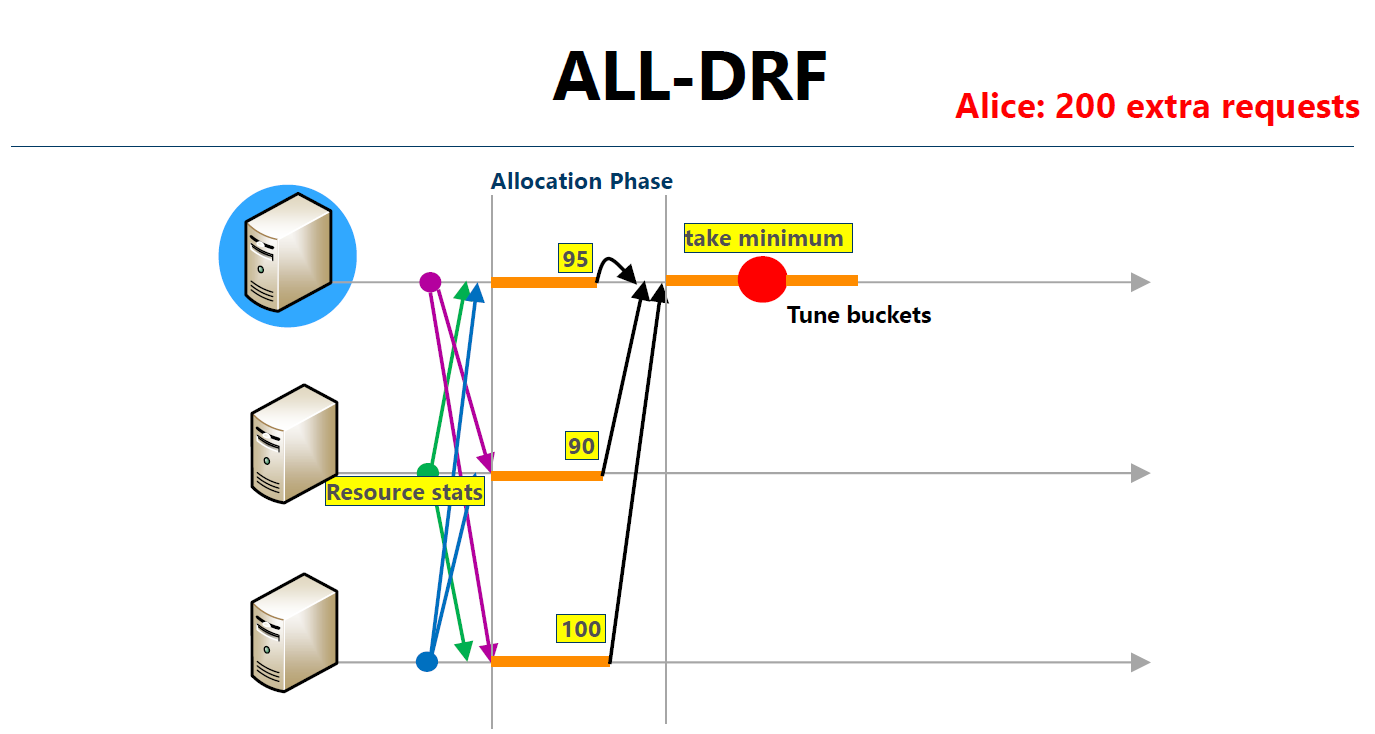 ALL-DRF
Alice: 200 extra requests
Allocation Phase
take minimum
95
Tune buckets
90
Resource stats
100